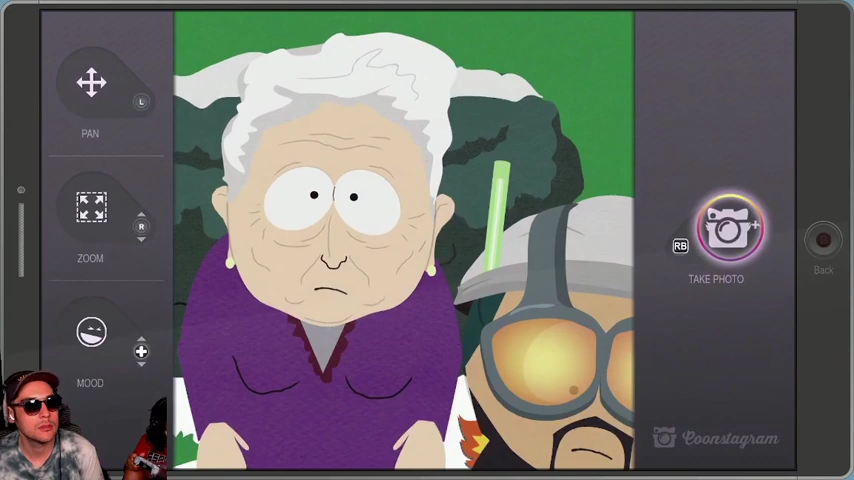 L
PAN
R
ZOOM
MOOD
RB
TAKE PHOTO
Back
Coonstagram